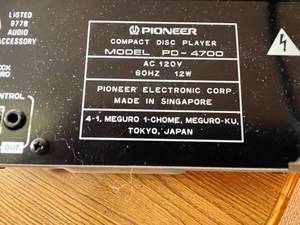 LISTED
977B
AUDIO
ACCESSORY
PIONEER
COMPACT DISC PLAYER
MODEL PD-4700
AC 120V
60HZ 12W
PIONEER ELECTRONIC CORP.
MADE IN SINGAPORE
4-1, MEGURO 1-CHOME, MEGURO-KU,
TOKYO, JAPAN
OUT